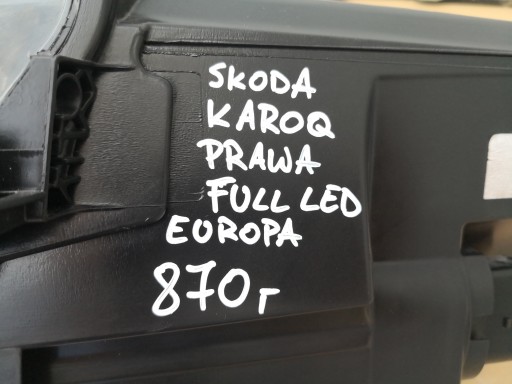 SKODA
KAROQ
PRAWA
FULL LED
EUROPA
870r